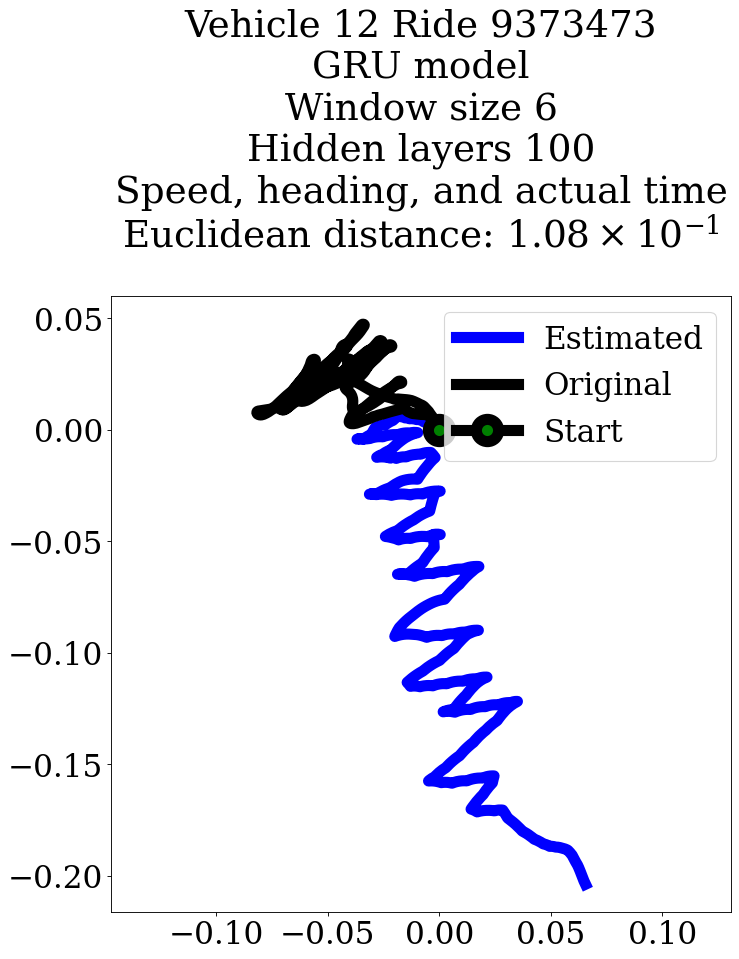 Vehicle 12 Ride 9373473
GRU model
Window size 6
Hidden layers 100
Speed, heading, and actual time
Euclidean distance: 1.08 × 10⁻¹
Estimated
Original
Start
0.05
0.00
−0.05
−0.10
−0.15
−0.20
−0.10 −0.05 0.00 0.05 0.10